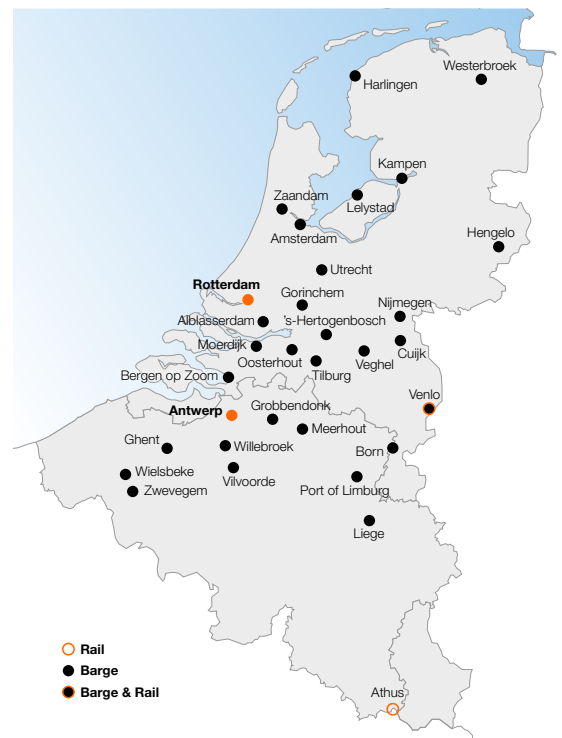 Westerbroek
Harlingen
Kampen
Zaandam
Lelystad
Amsterdam
Hengelo
Utrecht
Rotterdam
Gorinchem
Nijmegen
Alblasserdam
's-Hertogenbosch
Moerdijk
Cuijk
Oosterhout
Veghel
Tilburg
Bergen op Zoom
Venlo
Grobbendonk
Antwerp
Meerhout
Ghent
Willebroek
Born
Wielsbeke
Vilvoorde
Zwevegem
Port of Limburg
Liege
Rail
Barge
Barge & Rail
Athus